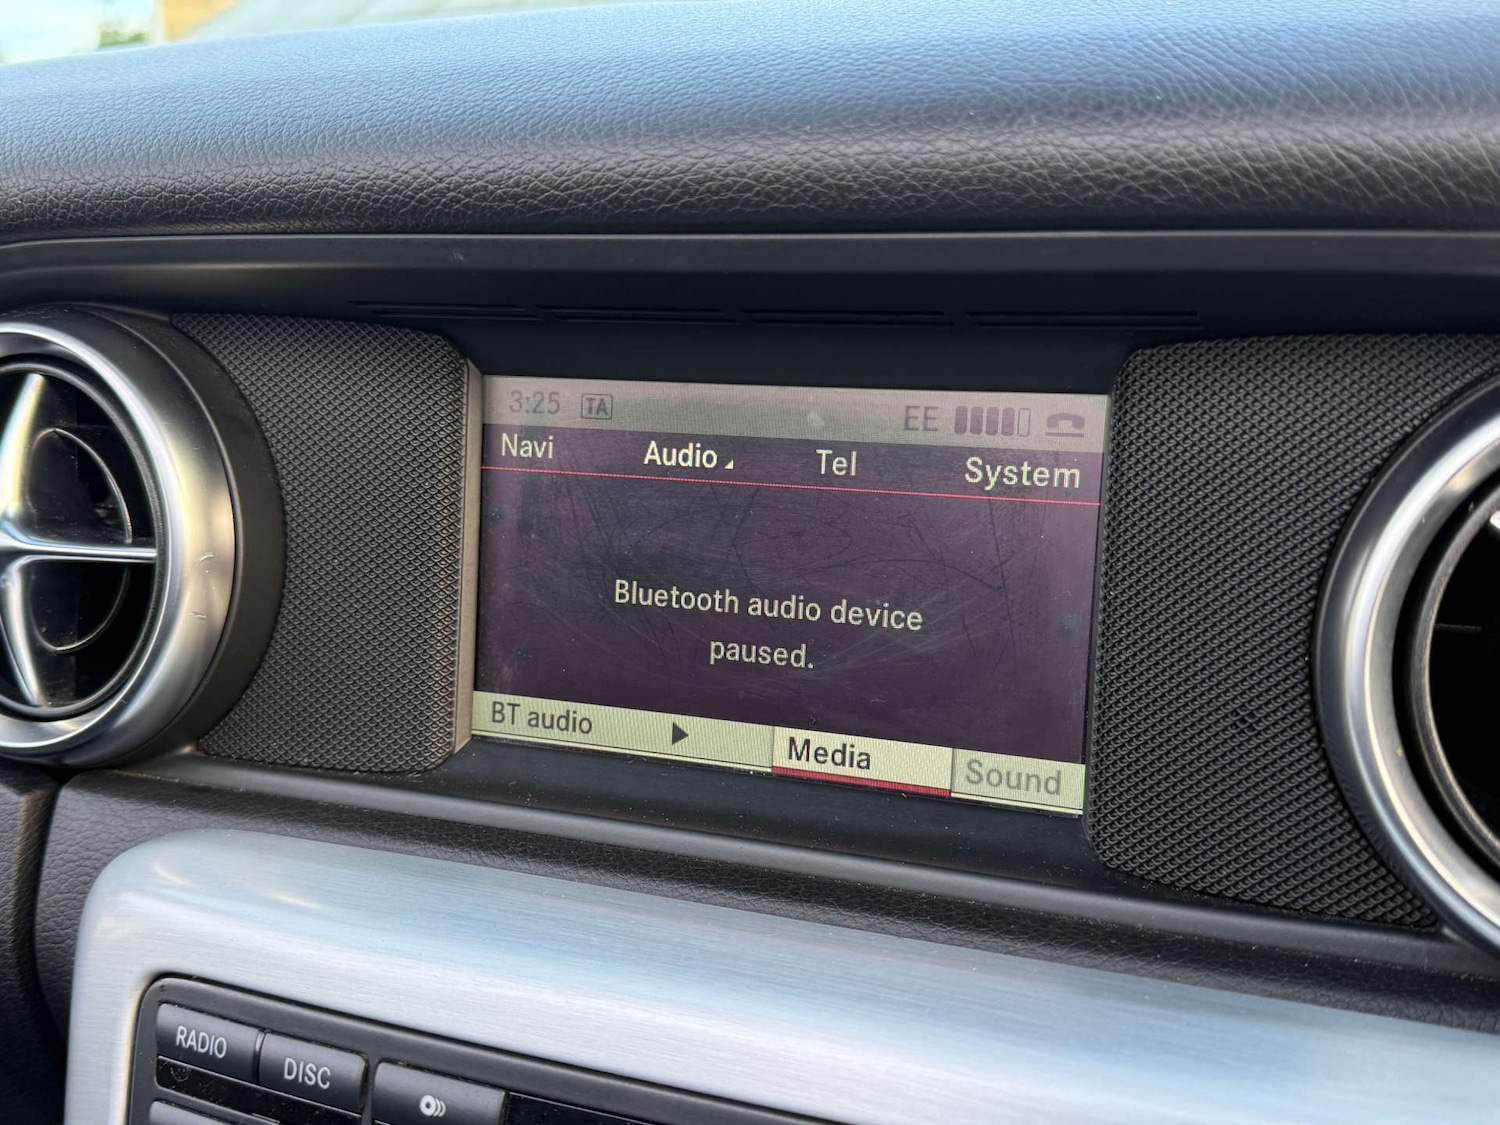 3:25 TA EE
Navi Audio Tel System
Bluetooth audio device
paused.
BT audio Media Sound
RADIO DISC